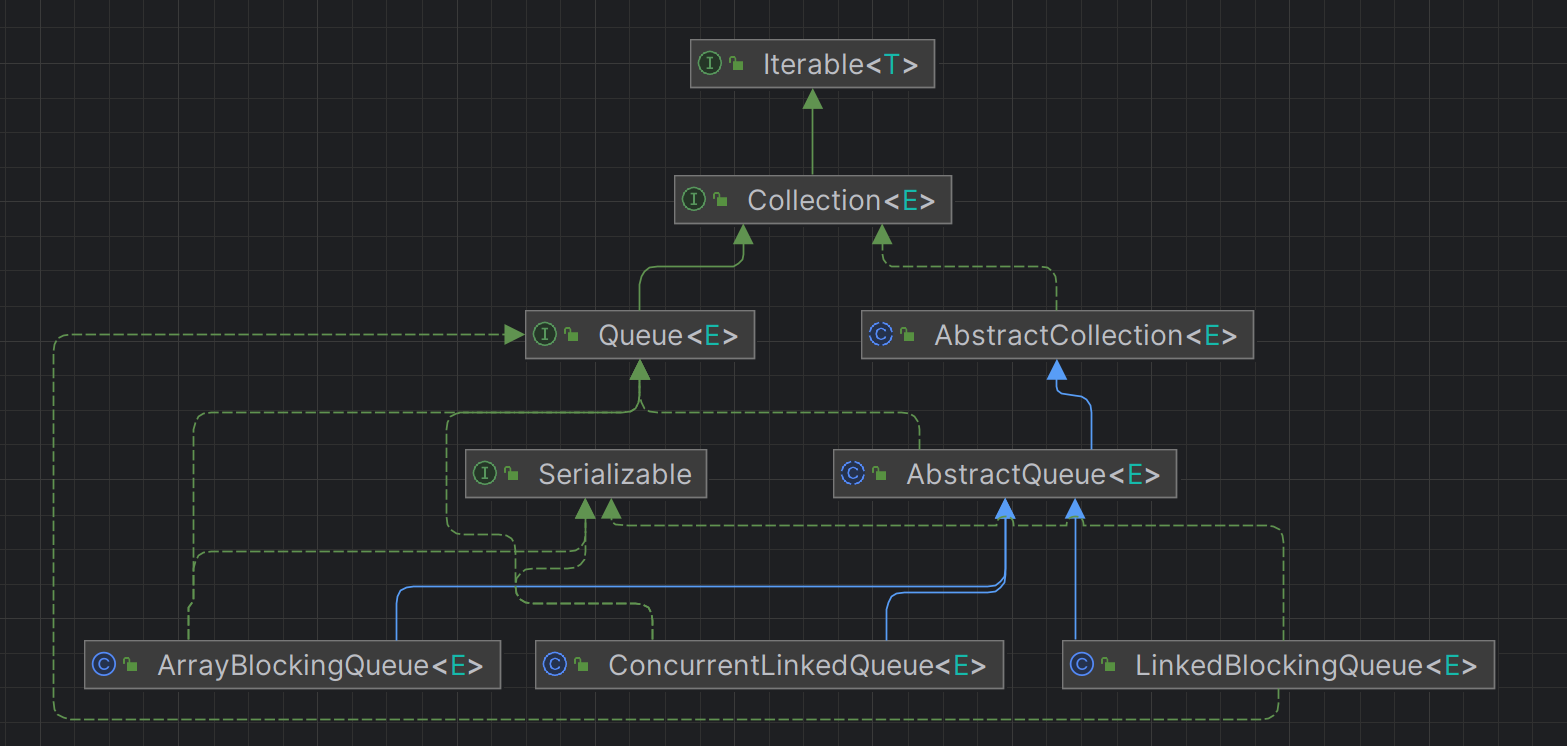 Iterable<T>
Collection<E>
Queue<E>
AbstractCollection<E>
Serializable
AbstractQueue<E>
ArrayBlockingQueue<E>
ConcurrentLinkedQueue<E>
LinkedBlockingQueue<E>